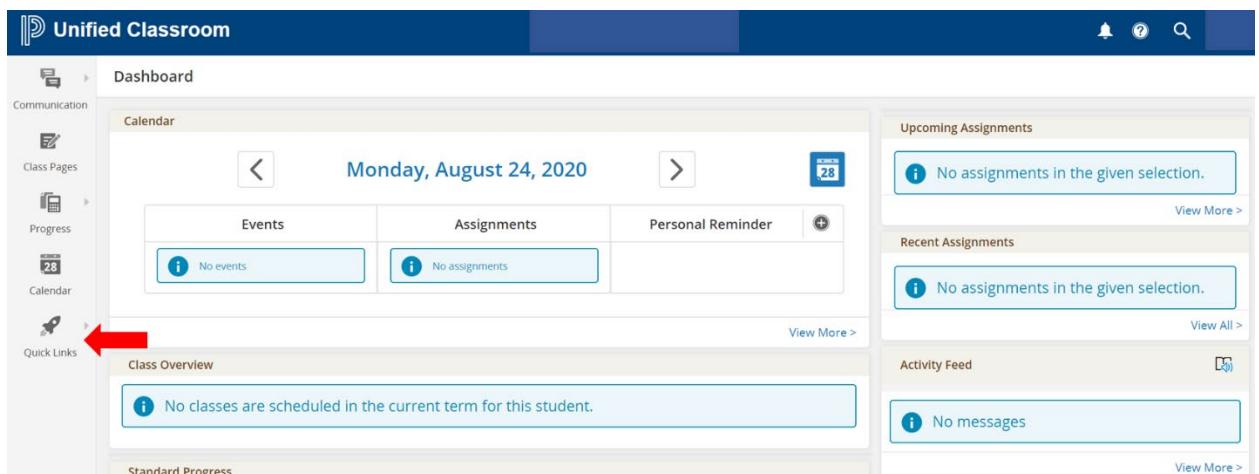 Unified Classroom
Communication
Class Pages
Progress
28
Calendar
Quick Links
Dashboard
Calendar
Monday, August 24, 2020
28
Events
Assignments
Personal Reminder
No events
No assignments
View More >
Class Overview
No classes are scheduled in the current term for this student.
Standard Progress
Upcoming Assignments
No assignments in the given selection.
View More >
Recent Assignments
No assignments in the given selection.
View All >
Activity Feed
No messages
View More >